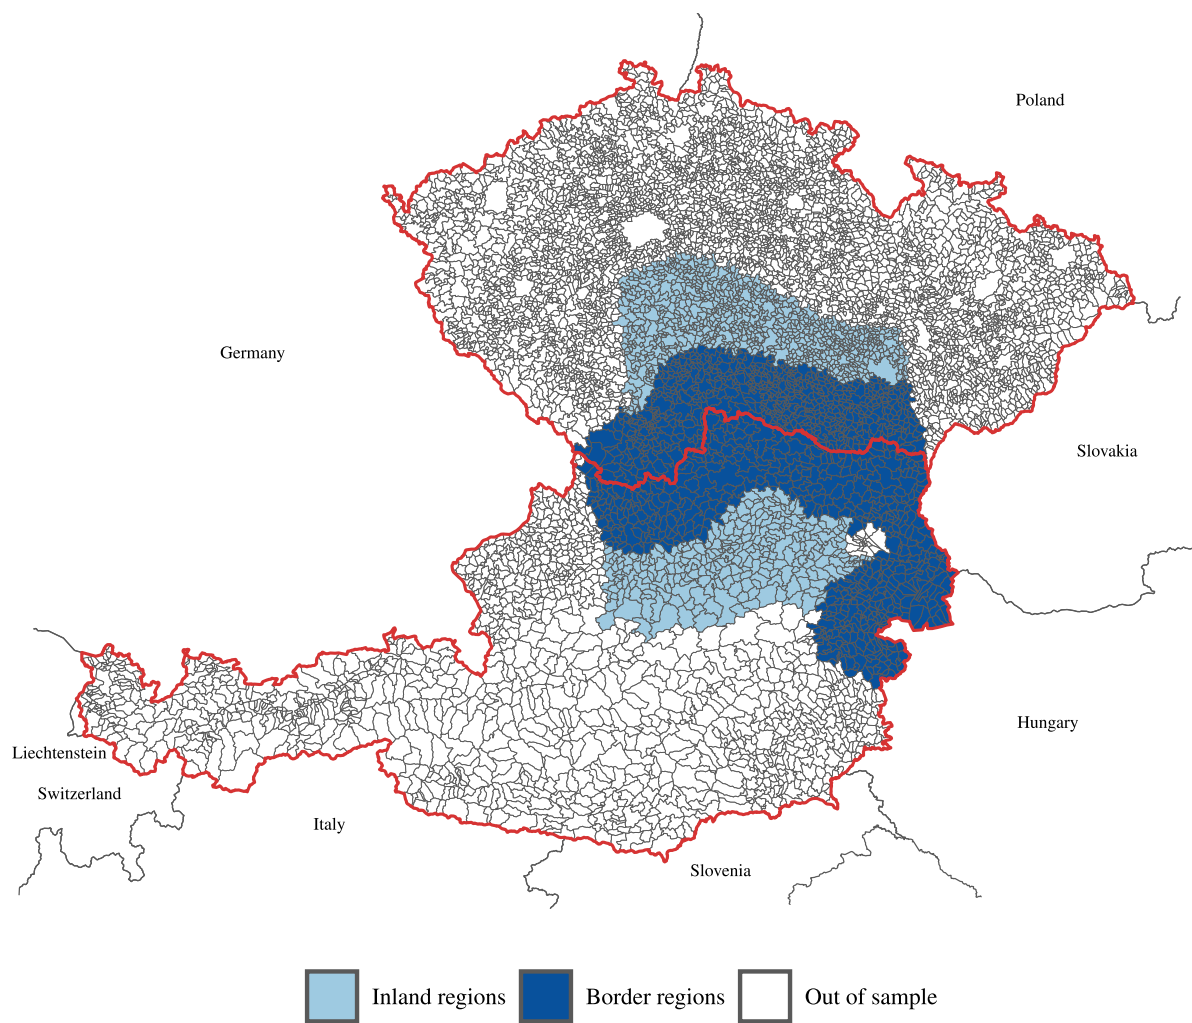 Poland
Germany
Slovakia
Hungary
Liechtenstein
Switzerland
Italy
Slovenia
Inland regions
Border regions
Out of sample